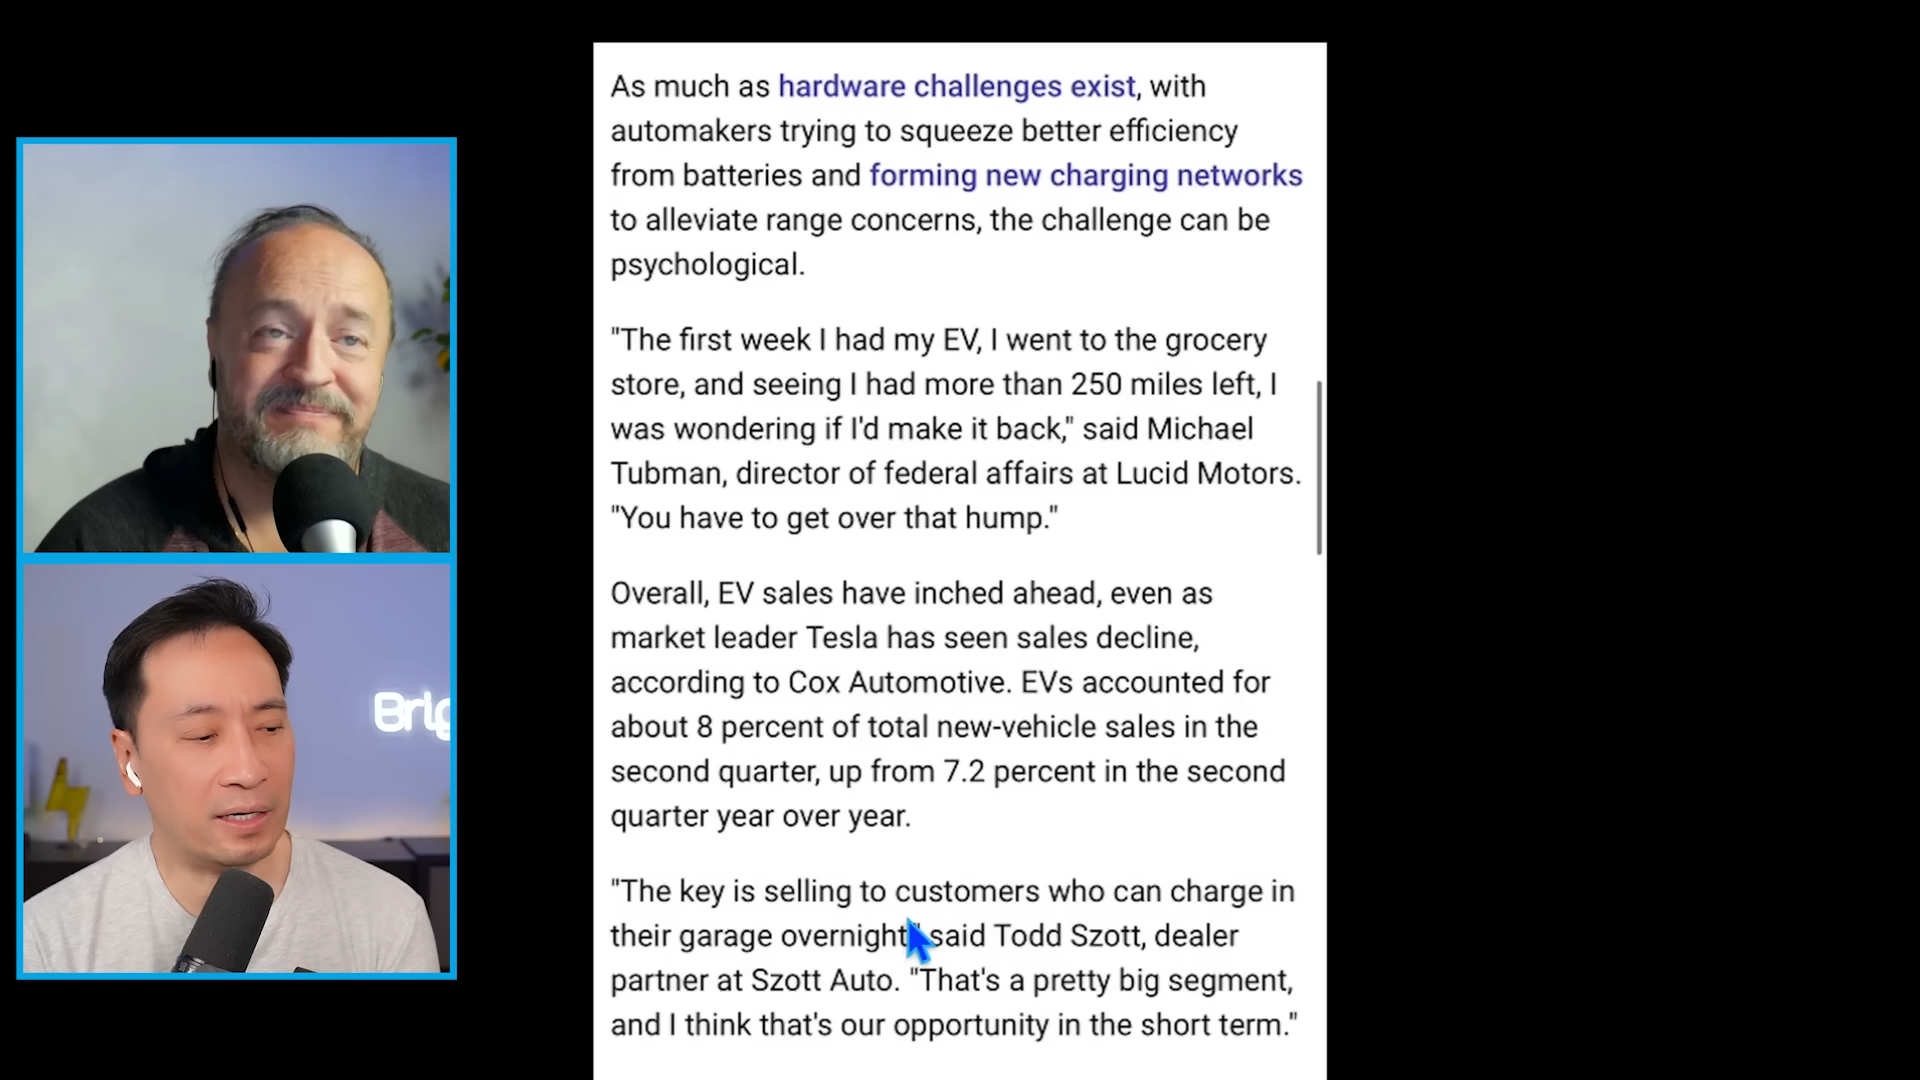 As much as hardware challenges exist, with
automakers trying to squeeze better efficiency
from batteries and forming new charging networks
to alleviate range concerns, the challenge can be
psychological.
"The first week I had my EV, I went to the grocery
store, and seeing I had more than 250 miles left, I
was wondering if I'd make it back," said Michael
Tubman, director of federal affairs at Lucid Motors.
"You have to get over that hump."
Overall, EV sales have inched ahead, even as
market leader Tesla has seen sales decline,
according to Cox Automotive. EVs accounted for
about 8 percent of total new-vehicle sales in the
second quarter, up from 7.2 percent in the second
quarter year over year.
"The key is selling to customers who can charge in
their garage overnight," said Todd Szott, dealer
partner at Szott Auto. "That's a pretty big segment,
and I think that's our opportunity in the short term."
Brig